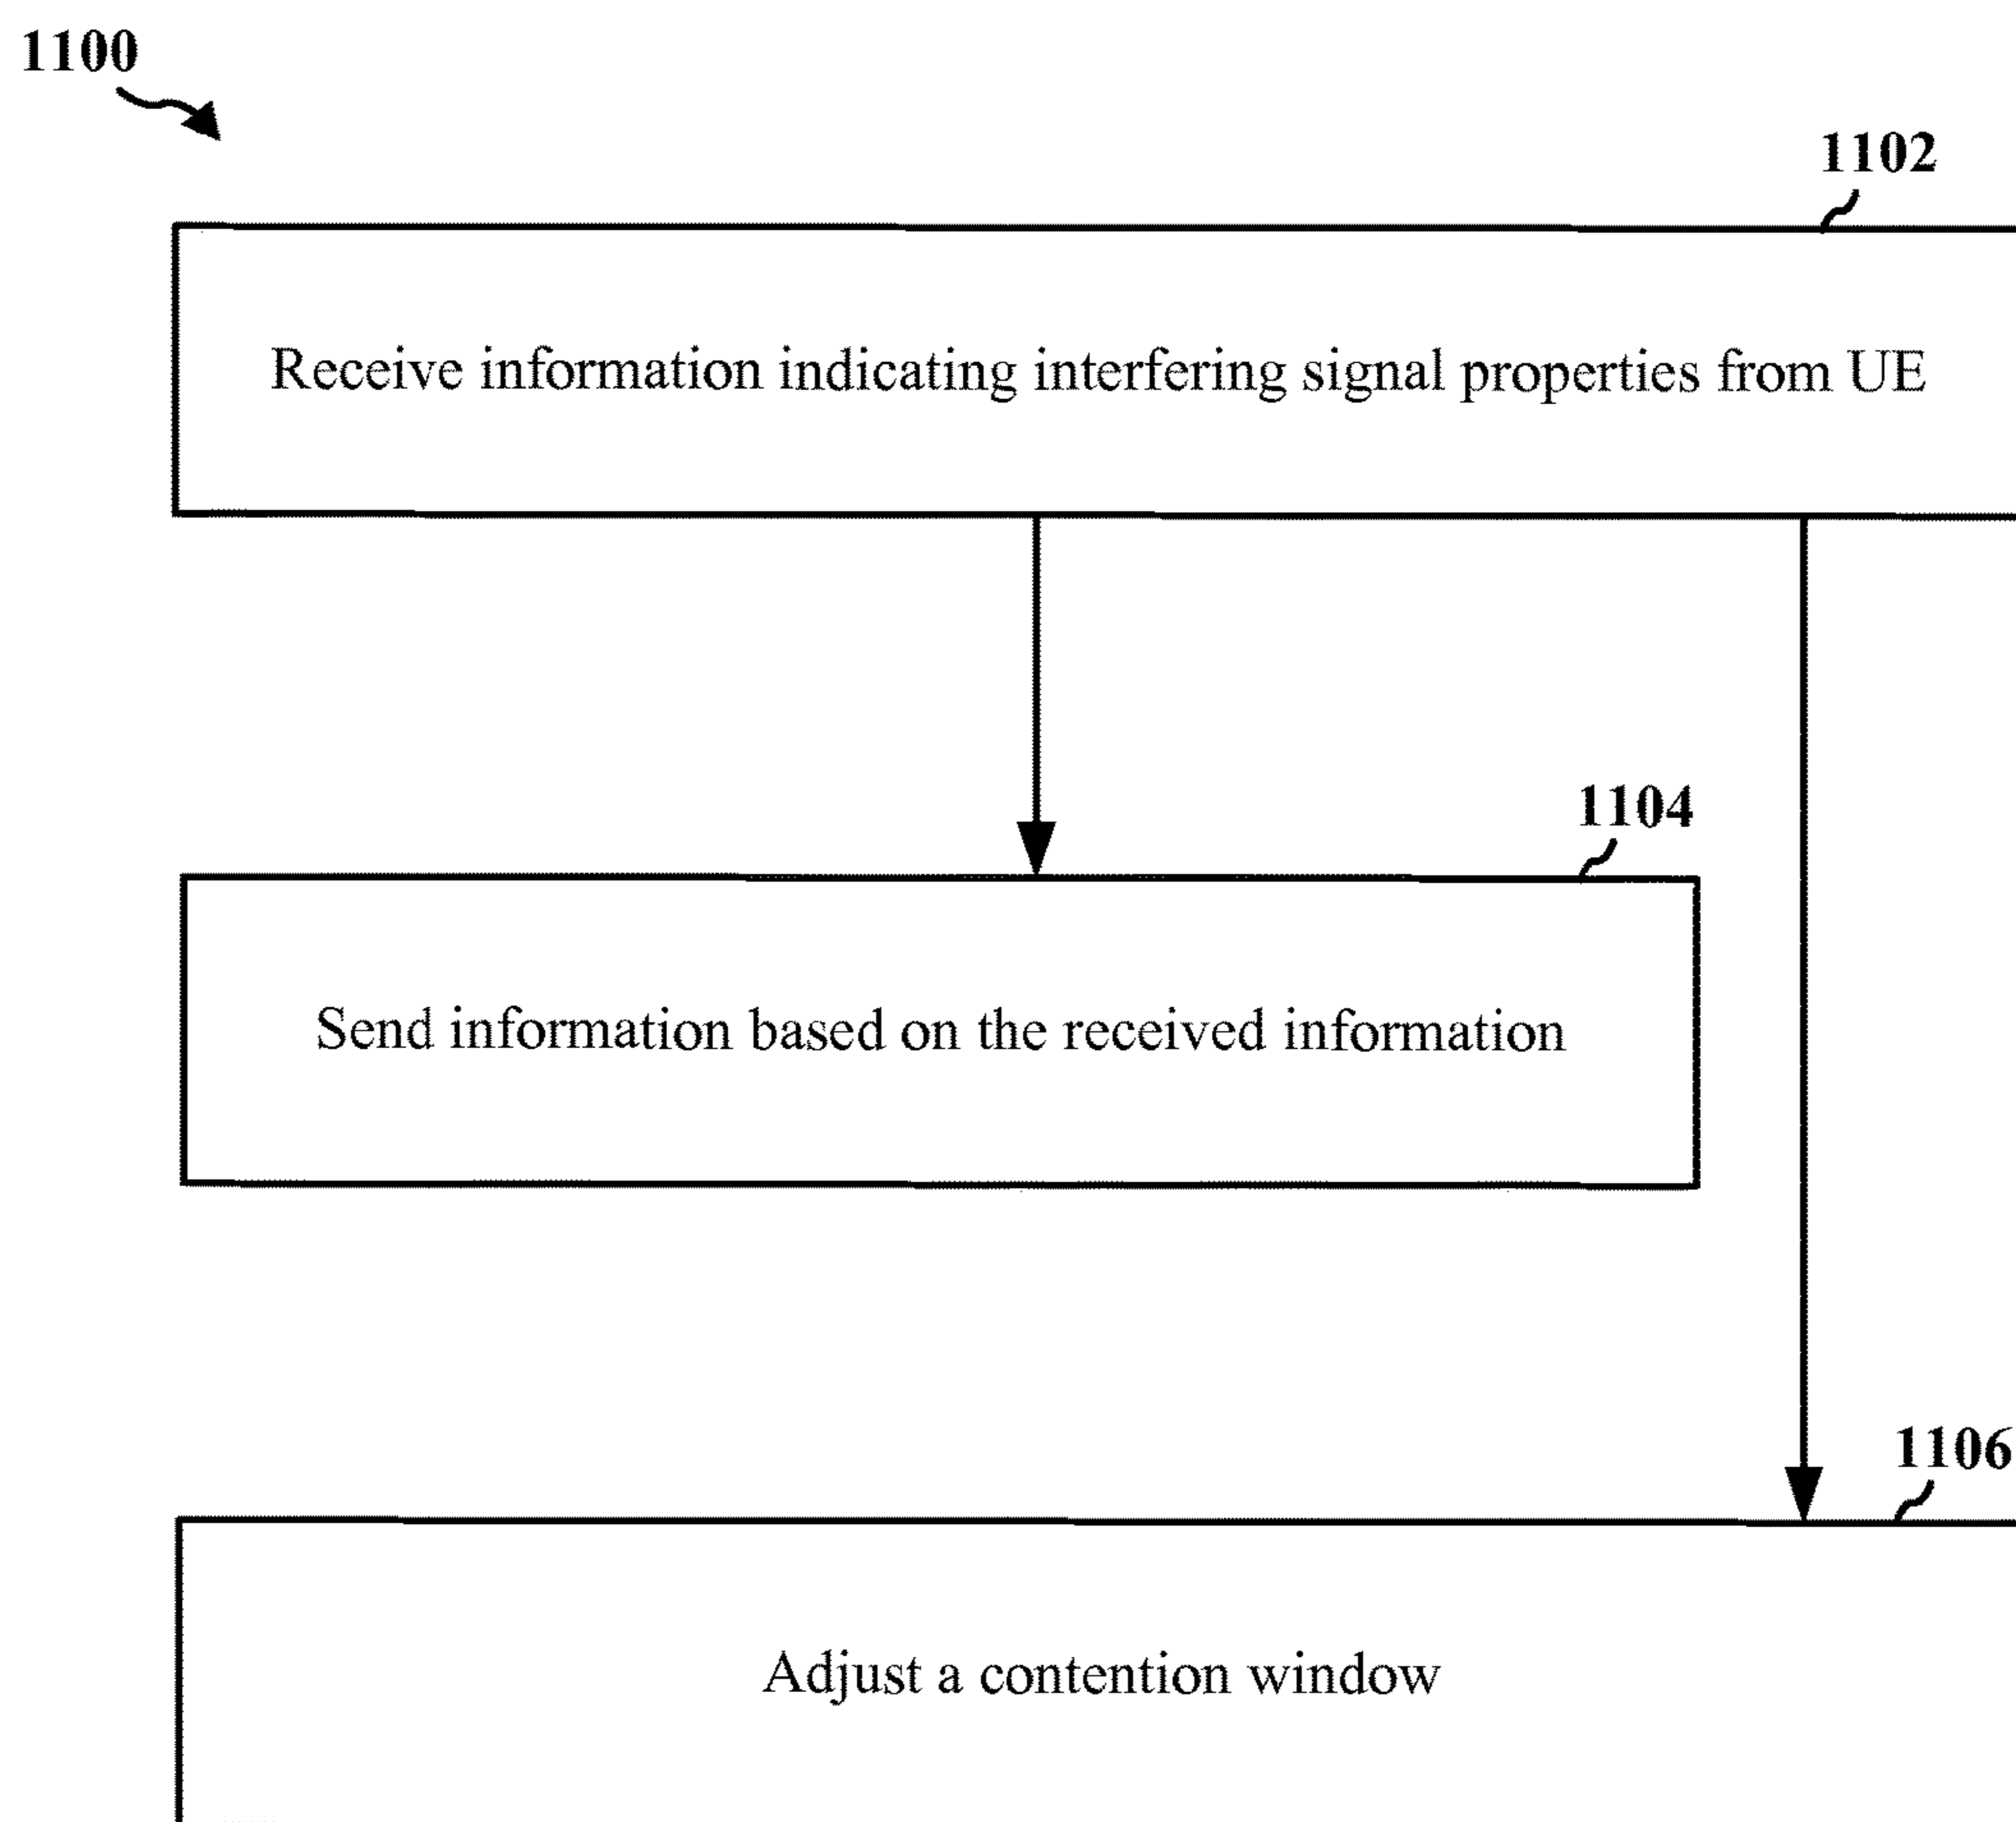 1100
1102
Receive information indicating interfering signal properties from UE
1104
Send information based on the received information
1106
Adjust a contention window